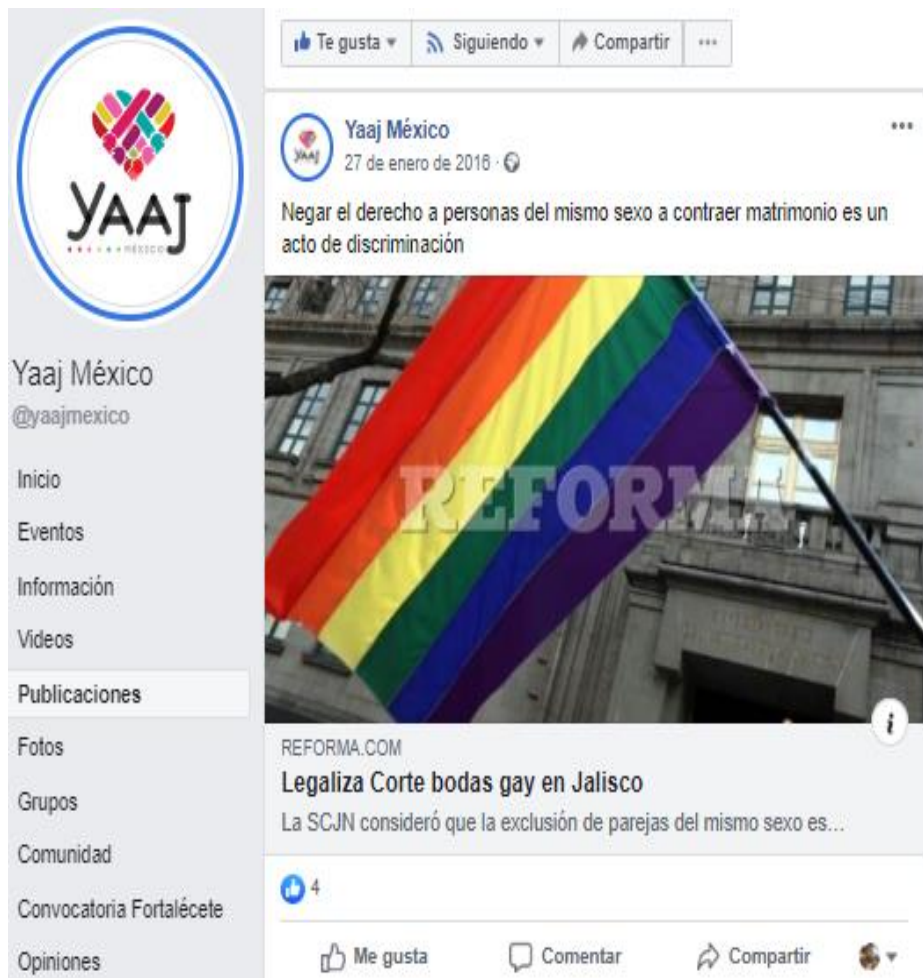 Te gusta Siguiendo Compartir
YAAJ
MÉXICO
Yaaj México
@yaajmexico
Inicio
Eventos
Información
Videos
Publicaciones
Fotos
Grupos
Comunidad
Convocatoria Fortalécete
Opiniones
YAAJ
Yaaj México
27 de enero de 2016
Negar el derecho a personas del mismo sexo a contraer matrimonio es un
acto de discriminación
REFORMA
REFORMA.COM
Legaliza Corte bodas gay en Jalisco
La SCJN consideró que la exclusión de parejas del mismo sexo es...
4
Me gusta Comentar Compartir